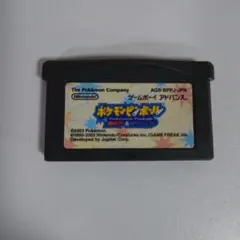 The Pokémon Company
AGB-BPPJ-JPN
Nintendo
ゲームボーイ アドバンス
ポケモンピンボール
©2003 Pokémon.
©1995-2003 Nintendo/Creatures inc./GAME FREAK inc.
Developed by Jupiter Corp.